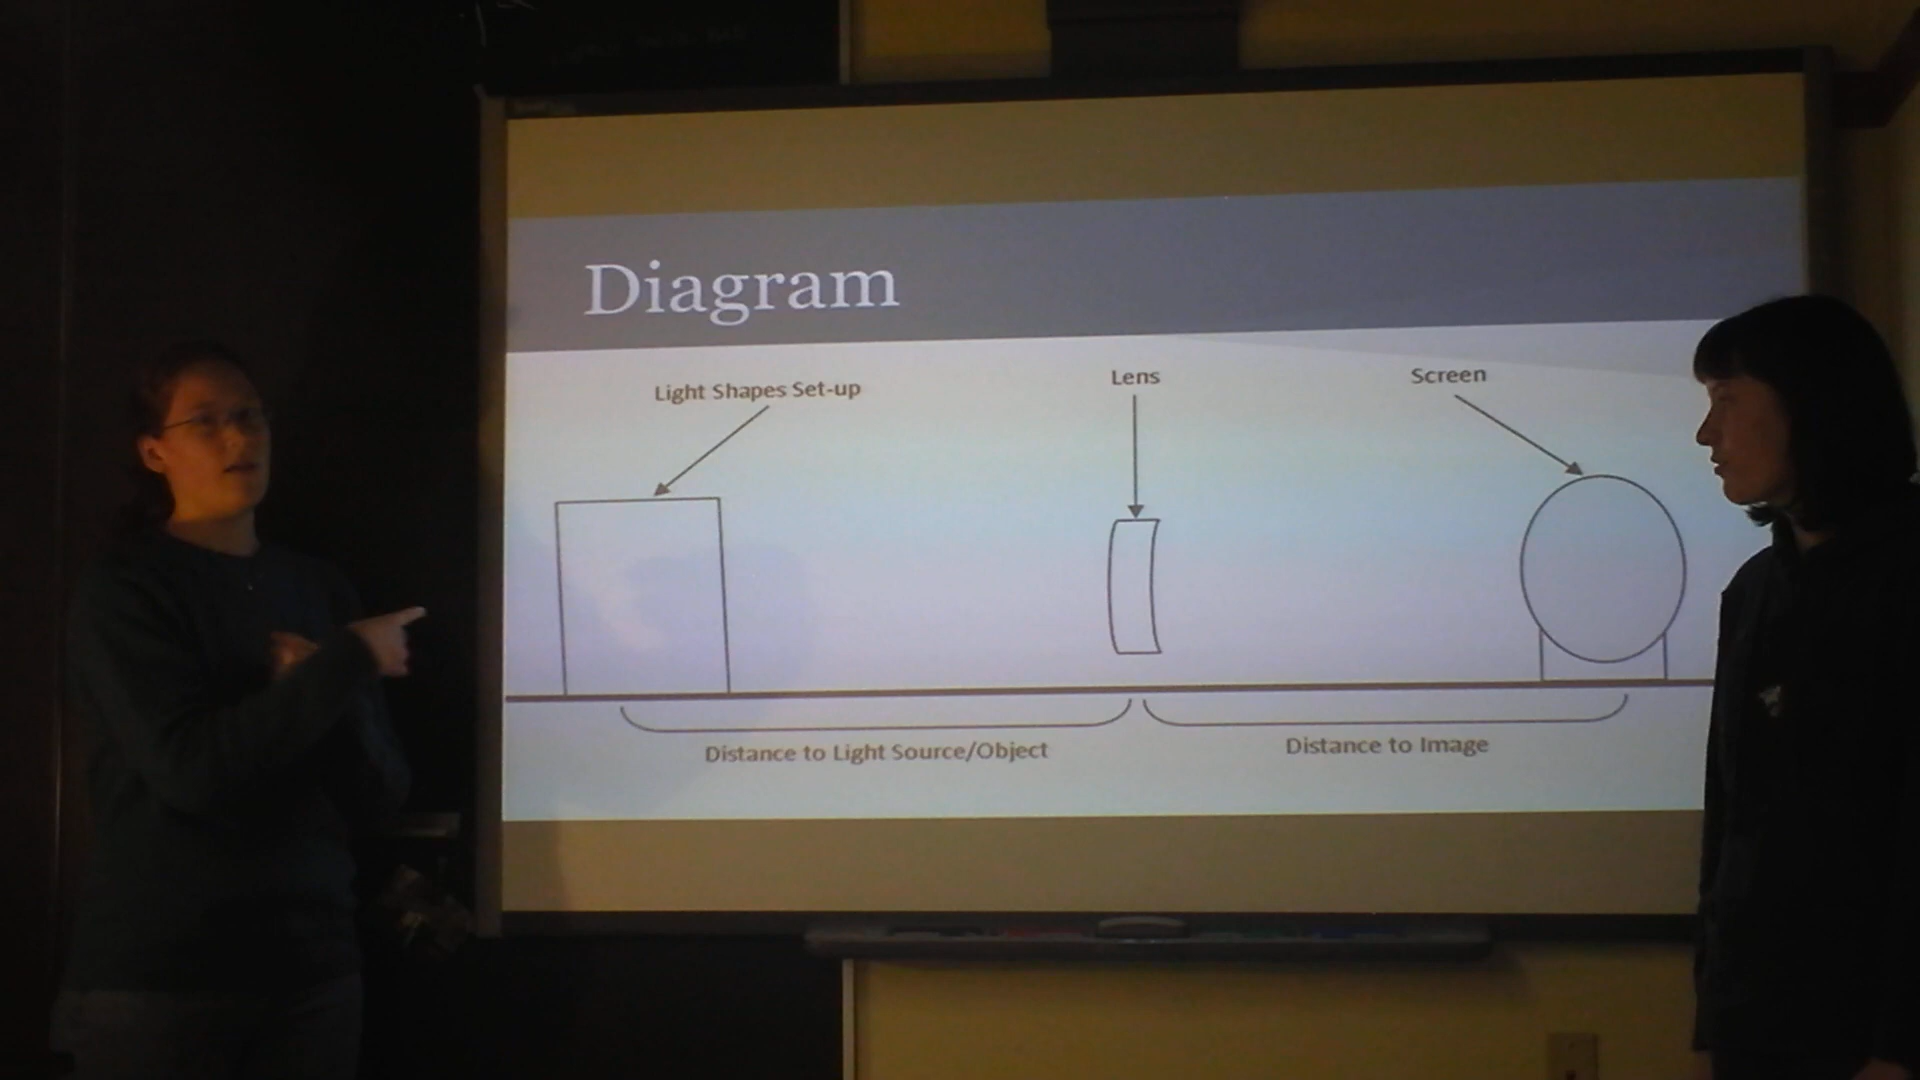 Diagram
Light Shapes Set-up
Lens
Screen
Distance to Light Source/Object
Distance to Image